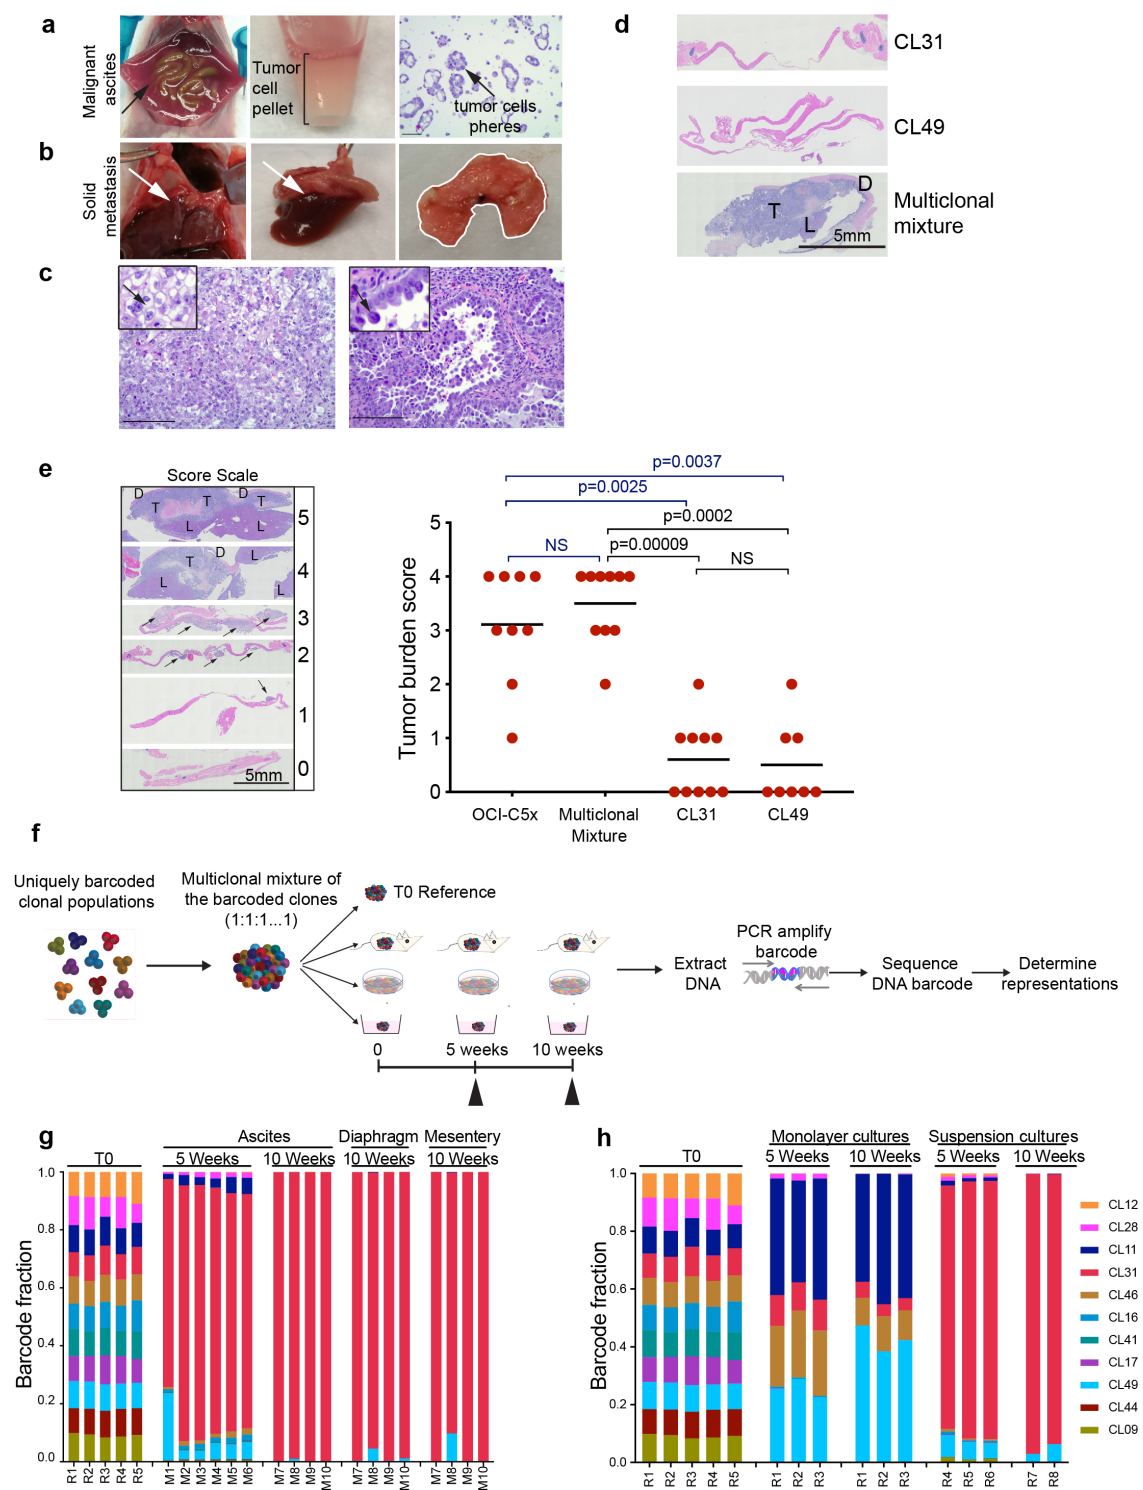 a
Malignant
ascites
Tumor
cell
pellet
tumor cells
pheres
b
Solid
metastasis
c
d
CL31
CL49
T
L
D
5mm
Multiclonal
mixture
e
Score Scale
D
T
T
D
T
L
L
5
T
D
L
L
L
4
3
2
1
0
5mm
p=0.0037
p=0.0025
p=0.0002
NS
p=0.00009
NS
Tumor burden score
5
4
3
2
1
0
OCI-C5x
Multiclonal
Mixture
CL31
CL49
f
Uniquely barcoded
clonal populations
Multiclonal mixture of
the barcoded clones
(1:1:1...1)
T0 Reference
0
5 weeks
10 weeks
Extract
DNA
PCR amplify
barcode
Sequence
DNA barcode
Determine
representations
g
Ascites
Diaphragm
Mesentery
T0
5 Weeks
10 Weeks
10 Weeks
10 Weeks
Barcode fraction
1.0
0.8
0.6
0.4
0.2
0.0
R1
R2
R3
R4
R5
M1
M2
M3
M4
M5
M6
M7
M8
M9
M10
M7
M8
M9
M10
M7
M8
M9
M10
h
Monolayer cultures
Suspension cultures
T0
5 Weeks
10 Weeks
5 Weeks
10 Weeks
Barcode fraction
1.0
0.8
0.6
0.4
0.2
0.0
R1
R2
R3
R4
R5
R1
R2
R3
R1
R2
R3
R4
R5
R6
R7
R8
CL12
CL28
CL11
CL31
CL46
CL16
CL41
CL17
CL49
CL44
CL09